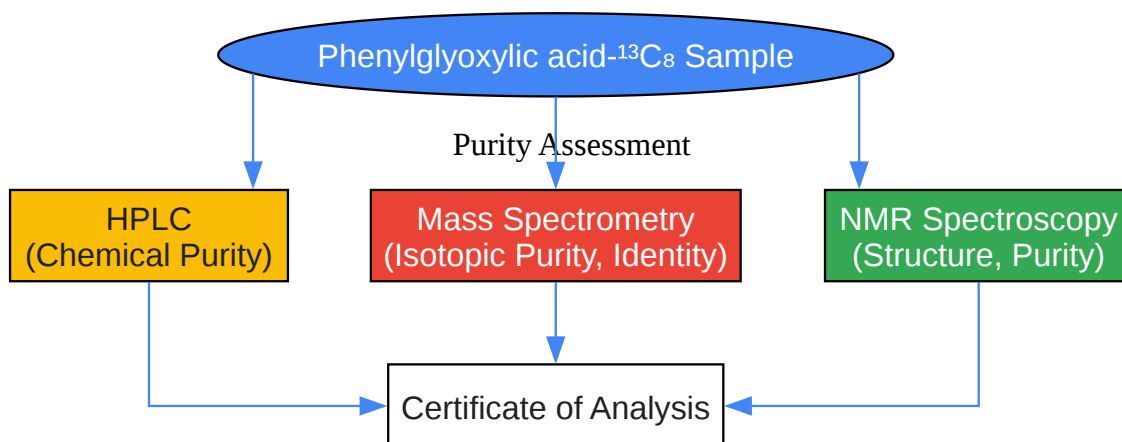 Phenylglyoxylic acid-¹³C₈ Sample
Purity Assessment
HPLC
(Chemical Purity)
Mass Spectrometry
(Isotopic Purity, Identity)
NMR Spectroscopy
(Structure, Purity)
Certificate of Analysis